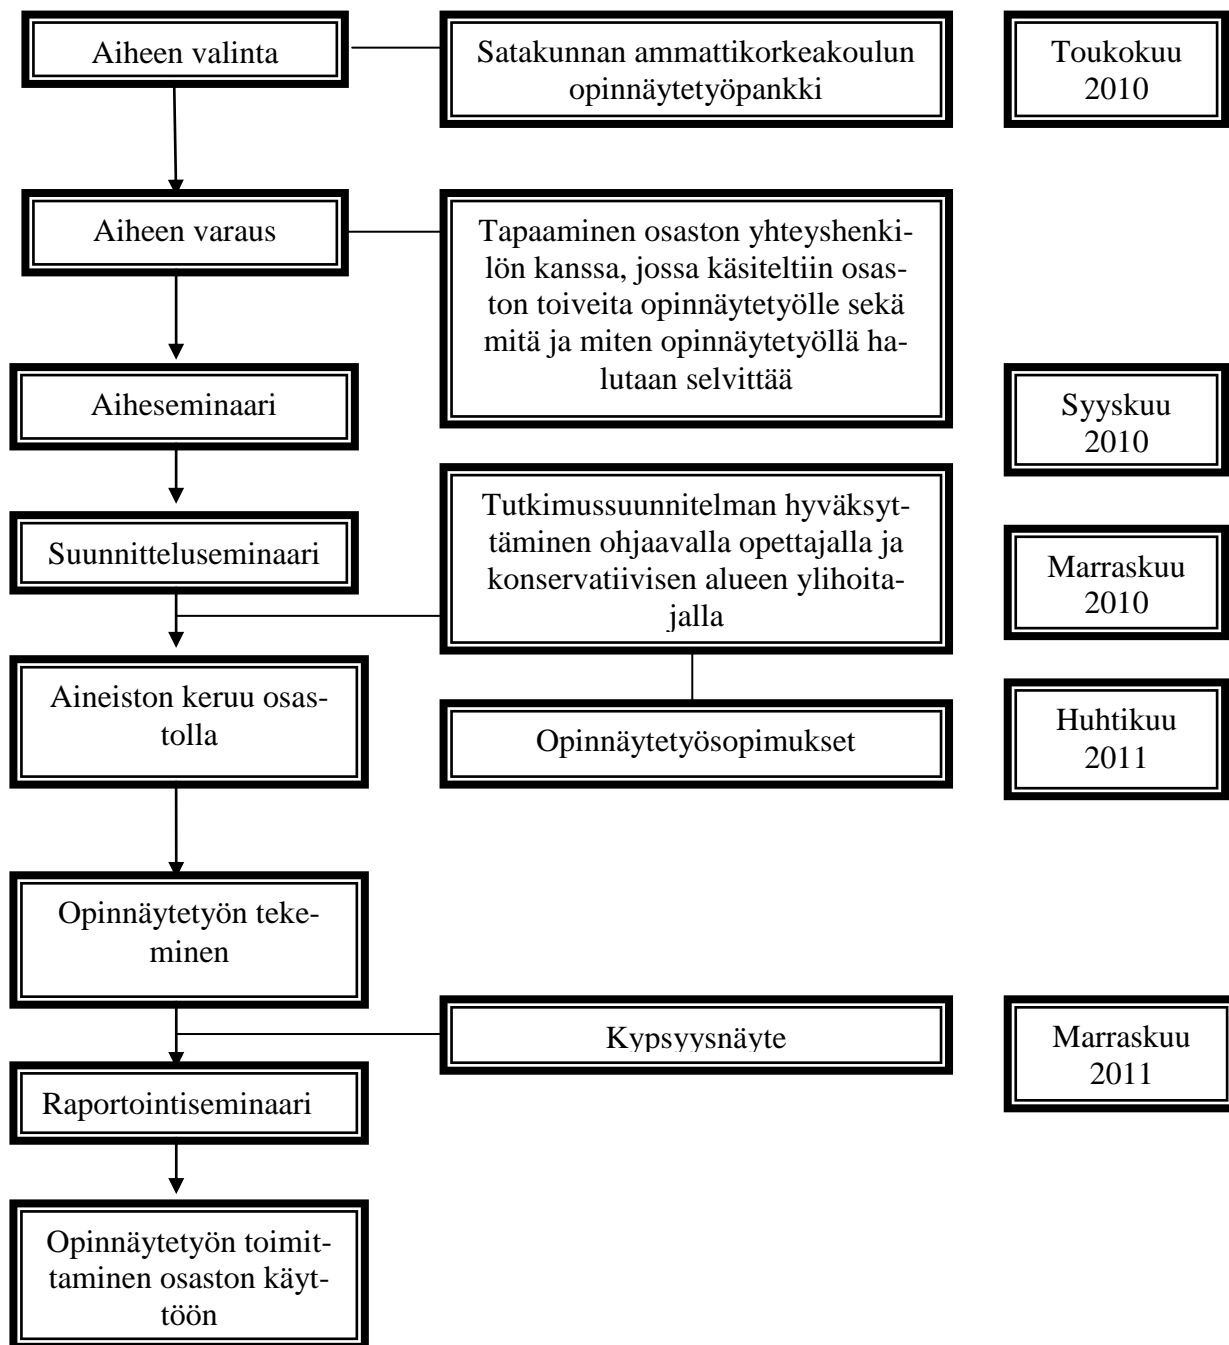 Aiheen valinta
Satakunnan ammattikorkeakoulun
opinnäytetyöpankki
Toukokuu
2010
Aiheen varaus
Tapaaminen osaston yhteyshenki-
lön kanssa, jossa käsiteltiin osas-
ton toiveita opinnäytetyölle sekä
mitä ja miten opinnäytetyöllä ha-
lutaan selvittää
Aiheseminaari
Syyskuu
2010
Suunnitteluseminaari
Tutkimussuunnitelman hyväksyt-
täminen ohjaavalla opettajalla ja
konservatiivisen alueen ylihoita-
jalla
Marraskuu
2010
Aineiston keruu osas-
tolla
Opinnäytetyösopimukset
Huhtikuu
2011
Opinnäytetyön teke-
minen
Kypsyysnäyte
Marraskuu
2011
Raportointiseminaari
Opinnäytetyön toimit-
taminen osaston käyt-
töön